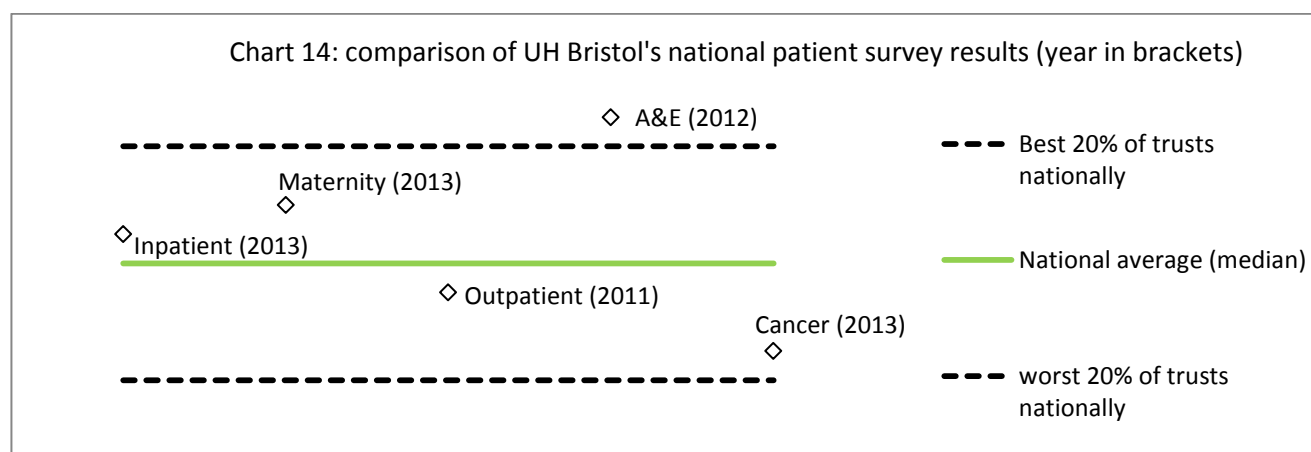 Chart 14: comparison of UH Bristol's national patient survey results (year in brackets)
A&E (2012)
Maternity (2013)
Inpatient (2013)
Outpatient (2011)
Cancer (2013)
Best 20% of trusts
nationally
National average (median)
worst 20% of trusts
nationally